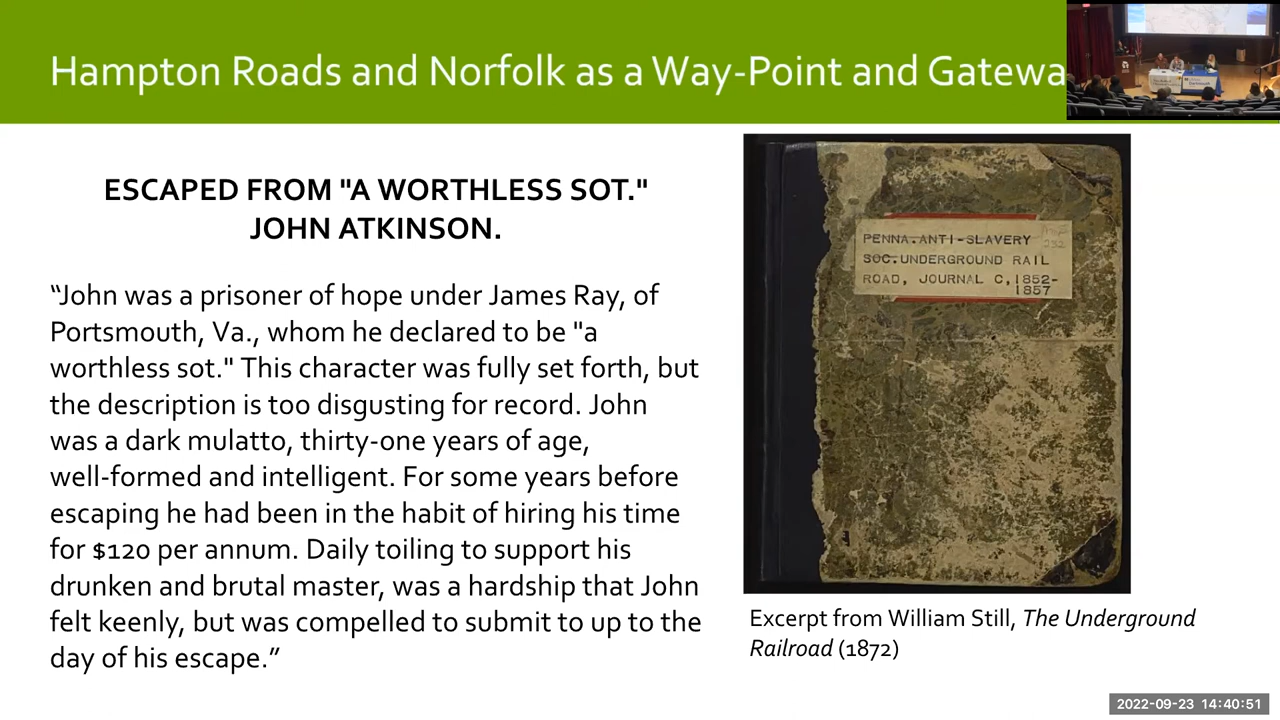 Hampton Roads and Norfolk as a Way-Point and Gatewa
ESCAPED FROM "A WORTHLESS SOT."
JOHN ATKINSON.
“John was a prisoner of hope under James Ray, of
Portsmouth, Va., whom he declared to be "a
worthless sot." This character was fully set forth, but
the description is too disgusting for record. John
was a dark mulatto, thirty-one years of age,
well-formed and intelligent. For some years before
escaping he had been in the habit of hiring his time
for $120 per annum. Daily toiling to support his
drunken and brutal master, was a hardship that John
felt keenly, but was compelled to submit to up to the
day of his escape.”
PENNA.ANTI-SLAVERY
SOC.UNDERGROUND RAIL
ROAD, JOURNAL C,1852-
1857
Excerpt from William Still, The Underground
Railroad (1872)
2022-09-23 14:40:51